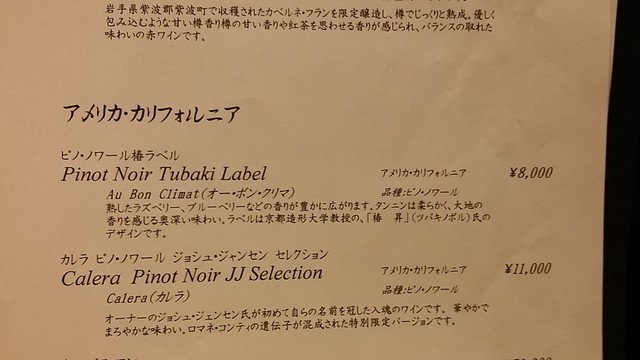 岩手県紫波郡紫波町で収穫されたカベルネ・フランを限定醸造し、樽でじっくりと熟成。優しく
包み込むような甘い樽香り樽の甘い香りや紅茶を思わせる香りが感じられ、バランスの取れた
味わいの赤ワインです。
アメリカ・カリフォルニア
ピノ・ノワール椿ラベル
Pinot Noir Tubaki Label アメリカ・カリフォルニア ¥8,000
Au Bon Climat(オー・ボン・クリマ) 品種:ピノ・ノワール
熟したラズベリー、ブルーベリーなどの香りが豊かに広がります。タンニンは柔らかく、大地の
香りを感じる奥深い味わい。ラベルは京都造形大学教授の、「椿 昇」(ツバキノボル)氏の
デザインです。
カレラ ピノ・ノワール ジョシュ・ジャンセン セレクション
Calera Pinot Noir JJ Selection アメリカ・カリフォルニア ¥11,000
Calera(カレラ) 品種:ピノ・ノワール
オーナーのジョシュ・ジェンセン氏が初めて自らの名前を冠した入魂のワインです。 華やかで
まろやかな味わい。ロマネ・コンティの遺伝子が混成された特別限定バージョンです。